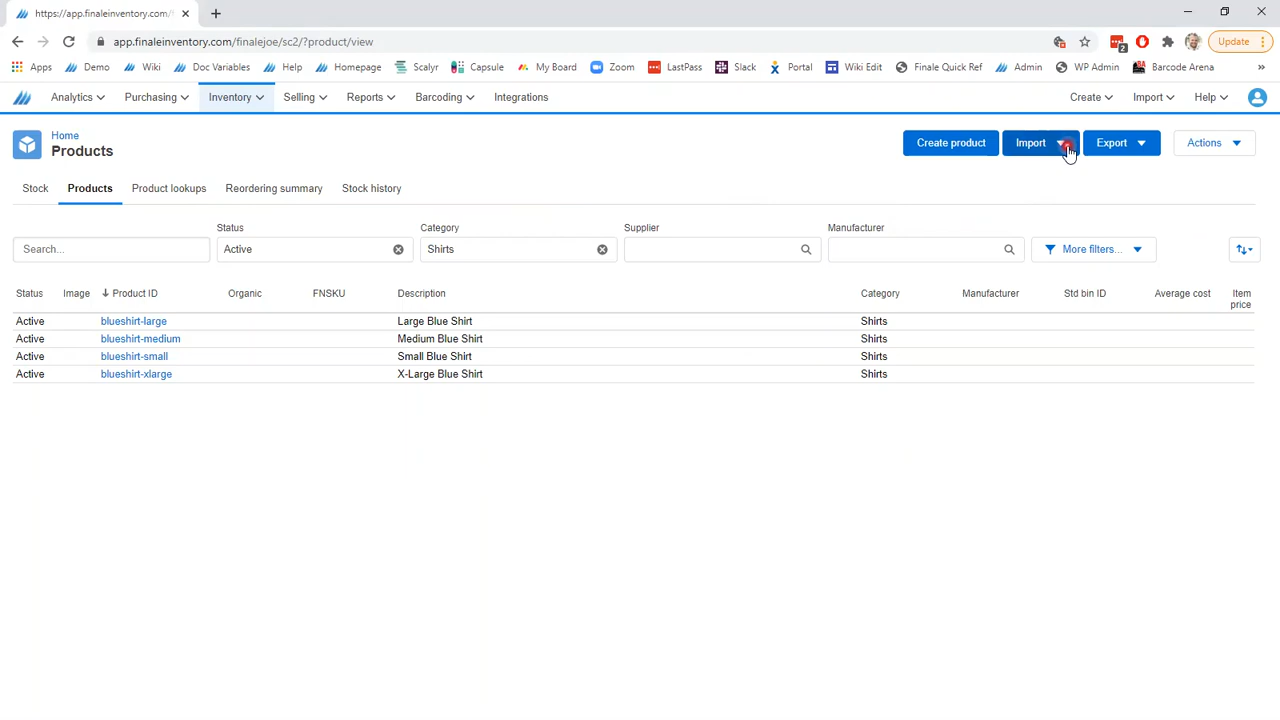 https://app.finaleinventory.com/
app.finaleinventory.com/finalejoe/sc2/?product/view
2
Update
Apps
Demo
Wiki
Doc Variables
Help
Homepage
Scalyr
Capsule
My Board
Zoom
LastPass
Slack
Portal
Wiki Edit
Finale Quick Ref
Admin
WP Admin
Barcode Arena
»
Analytics
Purchasing
Inventory
Selling
Reports
Barcoding
Integrations
Create
Import
Help
Home
Products
Create product
Import
Export
Actions
Stock
Products
Product lookups
Reordering summary
Stock history
Status
Category
Supplier
Manufacturer
Search...
Active
Shirts
More filters...
Status Image Product ID Organic FNSKU Description Category Manufacturer Std bin ID Average cost Item price
Active blueshirt-large Large Blue Shirt Shirts
Active blueshirt-medium Medium Blue Shirt Shirts
Active blueshirt-small Small Blue Shirt Shirts
Active blueshirt-xlarge X-Large Blue Shirt Shirts